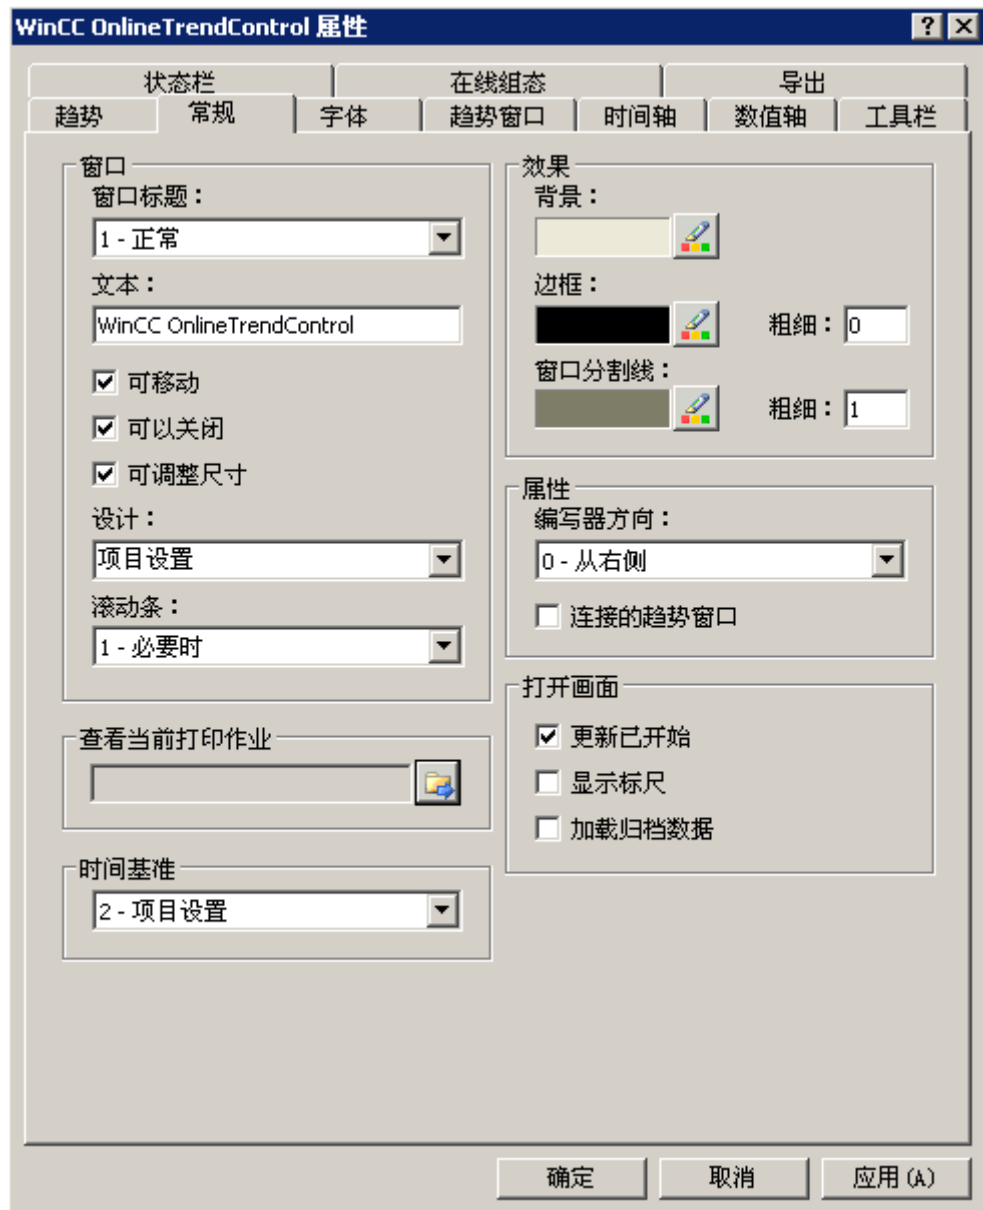 WinCC OnlineTrendControl 属性
状态栏 在线组态 导出
趋势 常规 字体 趋势窗口 时间轴 数值轴 工具栏
窗口
窗口标题：
1 - 正常
文本：
WinCC OnlineTrendControl
可移动
可以关闭
可调整尺寸
设计：
项目设置
滚动条：
1 - 必要时
查看当前打印作业
时间基准
2 - 项目设置
效果
背景：
边框：
粗细：0
窗口分割线：
粗细：1
属性
编写器方向：
0 - 从右侧
连接的趋势窗口
打开画面
更新已开始
显示标尺
加载归档数据
确定 取消 应用(A)